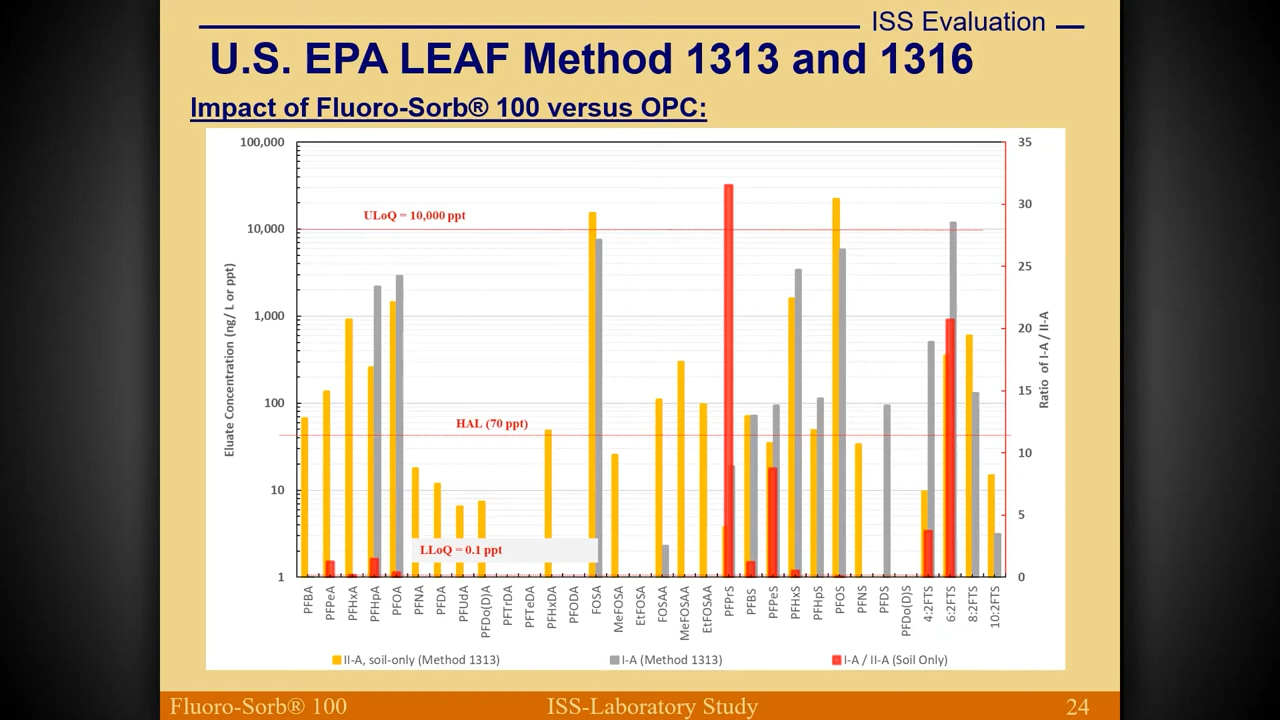 ISS Evaluation
U.S. EPA LEAF Method 1313 and 1316
Impact of Fluoro-Sorb® 100 versus OPC:
100,000
10,000
1,000
100
10
1
Eluate Concentration (ng/ L or ppt)
ULoQ = 10,000 ppt
HAL (70 ppt)
LLoQ = 0.1 ppt
35
30
25
20
15
10
5
0
Ratio of I-A / II-A
PFBA
PFPeA
PFHxA
PFHpA
PFOA
PFNA
PFDA
PFUdA
PFDo(D)A
PFTrDA
PFTeDA
PFHxDA
PFODA
FOSA
MeFOSA
EtFOSA
FOSAA
MeFOSAA
EtFOSAA
PFPrS
PFBS
PFPeS
PFHxS
PFHpS
PFOS
PFNS
PFDS
PFDo(D)S
4:2FTS
6:2FTS
8:2FTS
10:2FTS
II-A, soil-only (Method 1313)
I-A (Method 1313)
I-A / II-A (Soil Only)
Fluoro-Sorb® 100
ISS-Laboratory Study
24